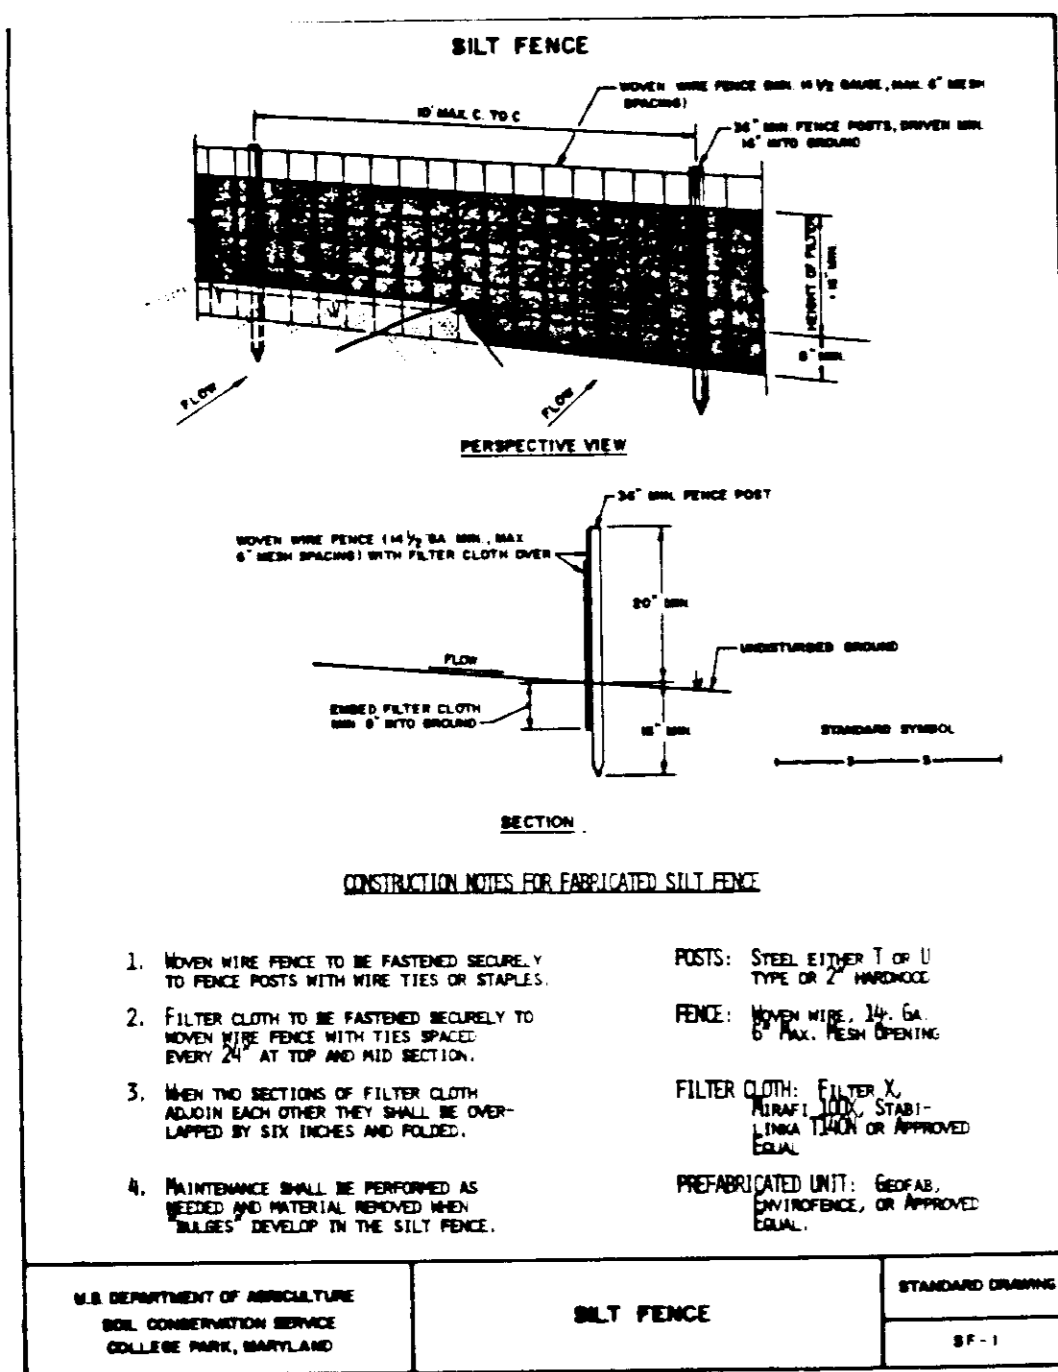 SILT FENCE
WOVEN WIRE FENCE (MIN. 14 1/2 GAUGE, MAX. 6" MESH
SPACING)
10' MAX. C. TO C
36" MIN. FENCE POSTS, DRIVEN MIN.
16" INTO GROUND
HEIGHT OF FILTER
16" MIN.
8" MIN.
FLOW
FLOW
PERSPECTIVE VIEW
36" MIN. FENCE POST
WOVEN WIRE FENCE (14 1/2 GA. MIN., MAX
6" MESH SPACING) WITH FILTER CLOTH OVER
20" MIN.
FLOW
UNDISTURBED GROUND
EMBED FILTER CLOTH
MIN 8" INTO GROUND
16" MIN.
STANDARD SYMBOL
S S
SECTION
CONSTRUCTION NOTES FOR FABRICATED SILT FENCE
1. WOVEN WIRE FENCE TO BE FASTENED SECURELY
TO FENCE POSTS WITH WIRE TIES OR STAPLES.
2. FILTER CLOTH TO BE FASTENED SECURELY TO
WOVEN WIRE FENCE WITH TIES SPACED
EVERY 24" AT TOP AND MID SECTION.
3. WHEN TWO SECTIONS OF FILTER CLOTH
ADJOIN EACH OTHER THEY SHALL BE OVER-
LAPPED BY SIX INCHES AND FOLDED.
4. MAINTENANCE SHALL BE PERFORMED AS
NEEDED AND MATERIAL REMOVED WHEN
"BULGES" DEVELOP IN THE SILT FENCE.
POSTS: STEEL EITHER T OR U
TYPE OR 2" HARDWOOD
FENCE: WOVEN WIRE, 14. GA.
6" MAX. MESH OPENING
FILTER CLOTH: FILTER X,
MIRAFI 100X, STABI-
LINKA T140N OR APPROVED
EQUAL
PREFABRICATED UNIT: GEOFAB,
ENVIROFENCE, OR APPROVED
EQUAL.
U.S. DEPARTMENT OF AGRICULTURE
SOIL CONSERVATION SERVICE
COLLEGE PARK, MARYLAND
SILT FENCE
STANDARD DRAWING
SF-1